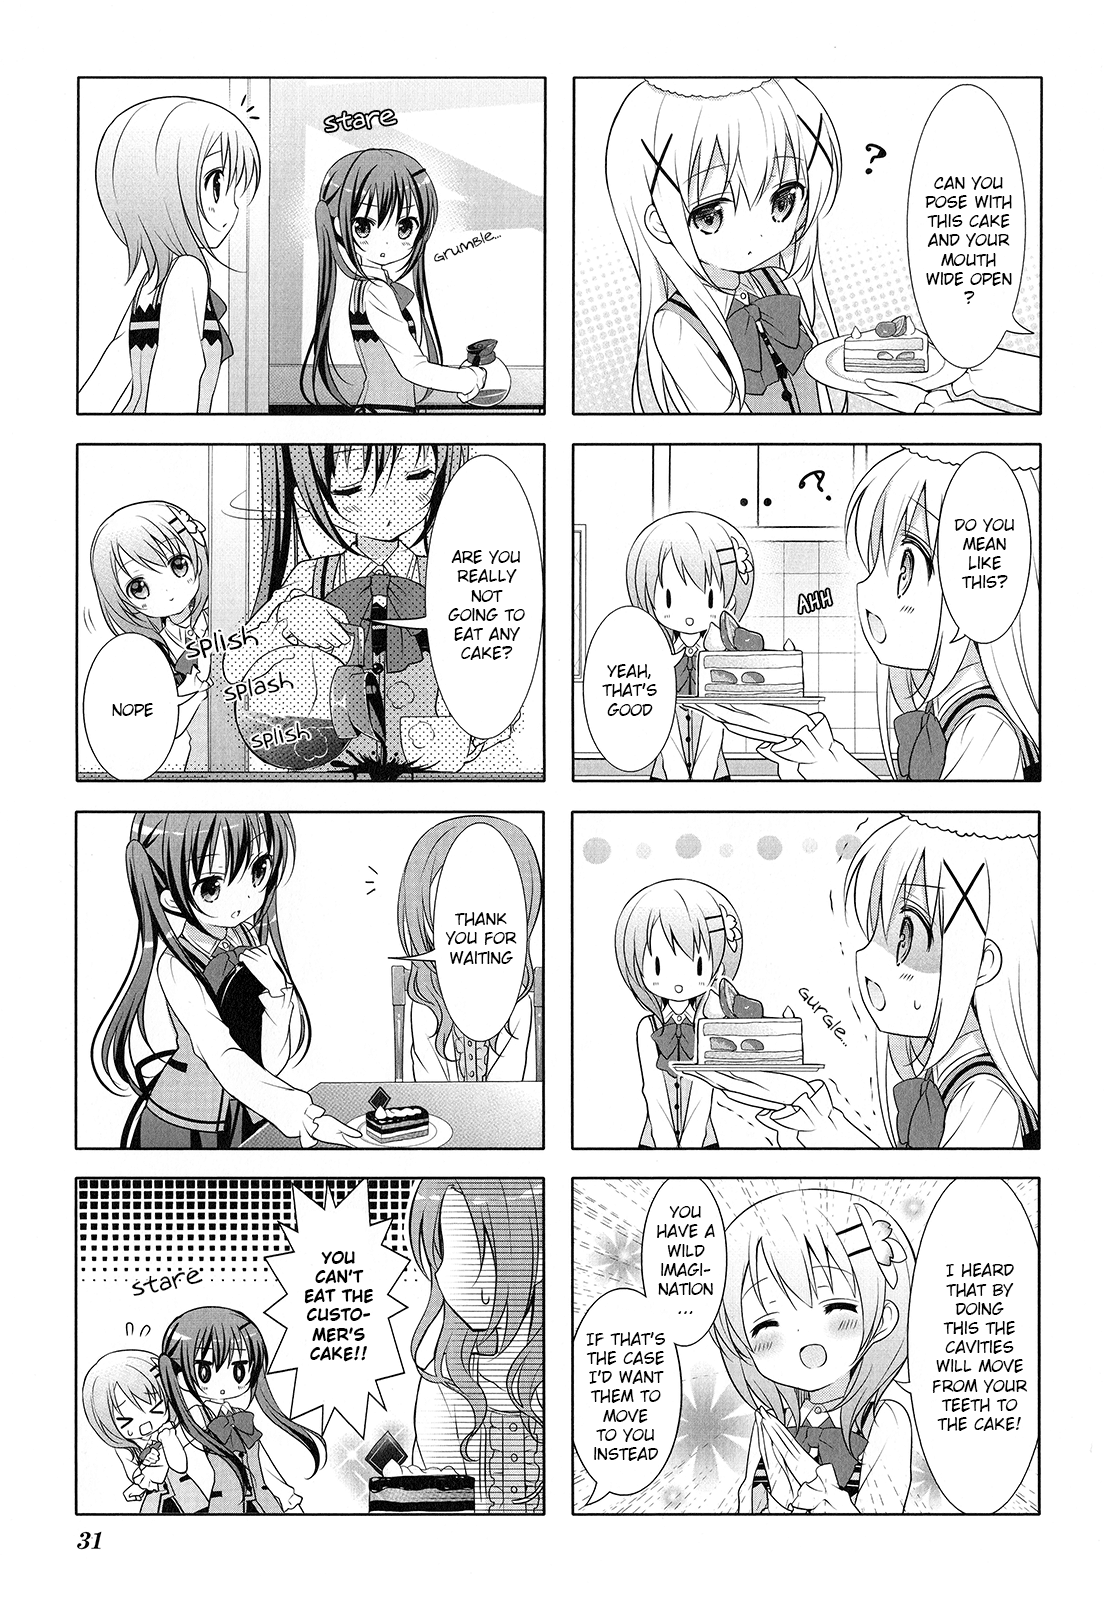 ?
CAN YOU
POSE WITH
THIS CAKE
AND YOUR
MOUTH
WIDE OPEN
?
?
DO YOU
MEAN
LIKE
THIS?
AHH
YEAH,
THAT'S
GOOD
GURGLE...
I HEARD
THAT BY
DOING
THIS THE
CAVITIES
WILL MOVE
FROM YOUR
TEETH TO
THE CAKE!
YOU
HAVE A
WILD
IMAGI-
NATION
...
IF THAT'S
THE CASE
I'D WANT
THEM TO
MOVE
TO YOU
INSTEAD
stare
GRUMBLE...
ARE YOU
REALLY
NOT
GOING TO
EAT ANY
CAKE?
splish
splash
splish
NOPE
THANK
YOU FOR
WAITING
YOU
CAN'T
EAT THE
CUSTO-
MER'S
CAKE!!
stare
31